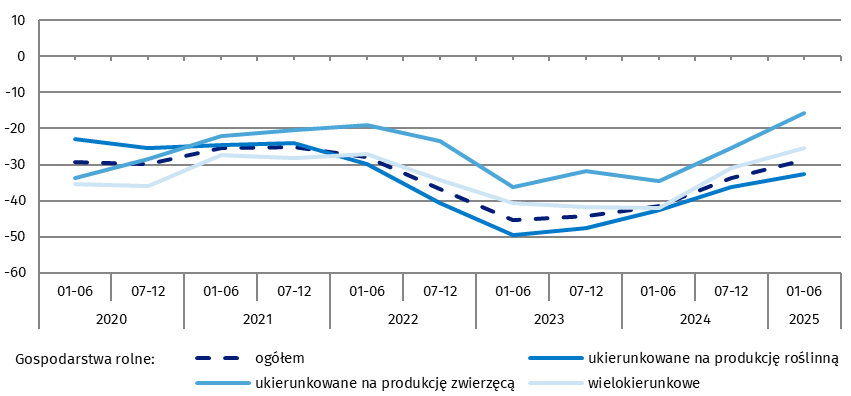 10
0
-10
-20
-30
-40
-50
-60
01-06 07-12 01-06 07-12 01-06 07-12 01-06 07-12 01-06 07-12 01-06
2020 2021 2022 2023 2024 2025
Gospodarstwa rolne: ogółem ukierunkowane na produkcję roślinną
ukierunkowane na produkcję zwierzęcą wielokierunkowe